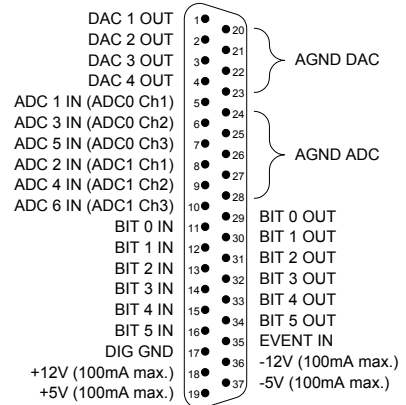 DAC 1 OUT 1
DAC 2 OUT 2
DAC 3 OUT 3
DAC 4 OUT 4
ADC 1 IN (ADC0 Ch1) 5
ADC 3 IN (ADC0 Ch2) 6
ADC 5 IN (ADC0 Ch3) 7
ADC 2 IN (ADC1 Ch1) 8
ADC 4 IN (ADC1 Ch2) 9
ADC 6 IN (ADC1 Ch3) 10
BIT 0 IN 11
BIT 1 IN 12
BIT 2 IN 13
BIT 3 IN 14
BIT 4 IN 15
BIT 5 IN 16
DIG GND 17
+12V (100mA max.) 18
+5V (100mA max.) 19
20
21
22
23
AGND DAC
24
25
26
27
28
AGND ADC
29 BIT 0 OUT
30 BIT 1 OUT
31 BIT 2 OUT
32 BIT 3 OUT
33 BIT 4 OUT
34 BIT 5 OUT
35 EVENT IN
36 -12V (100mA max.)
37 -5V (100mA max.)